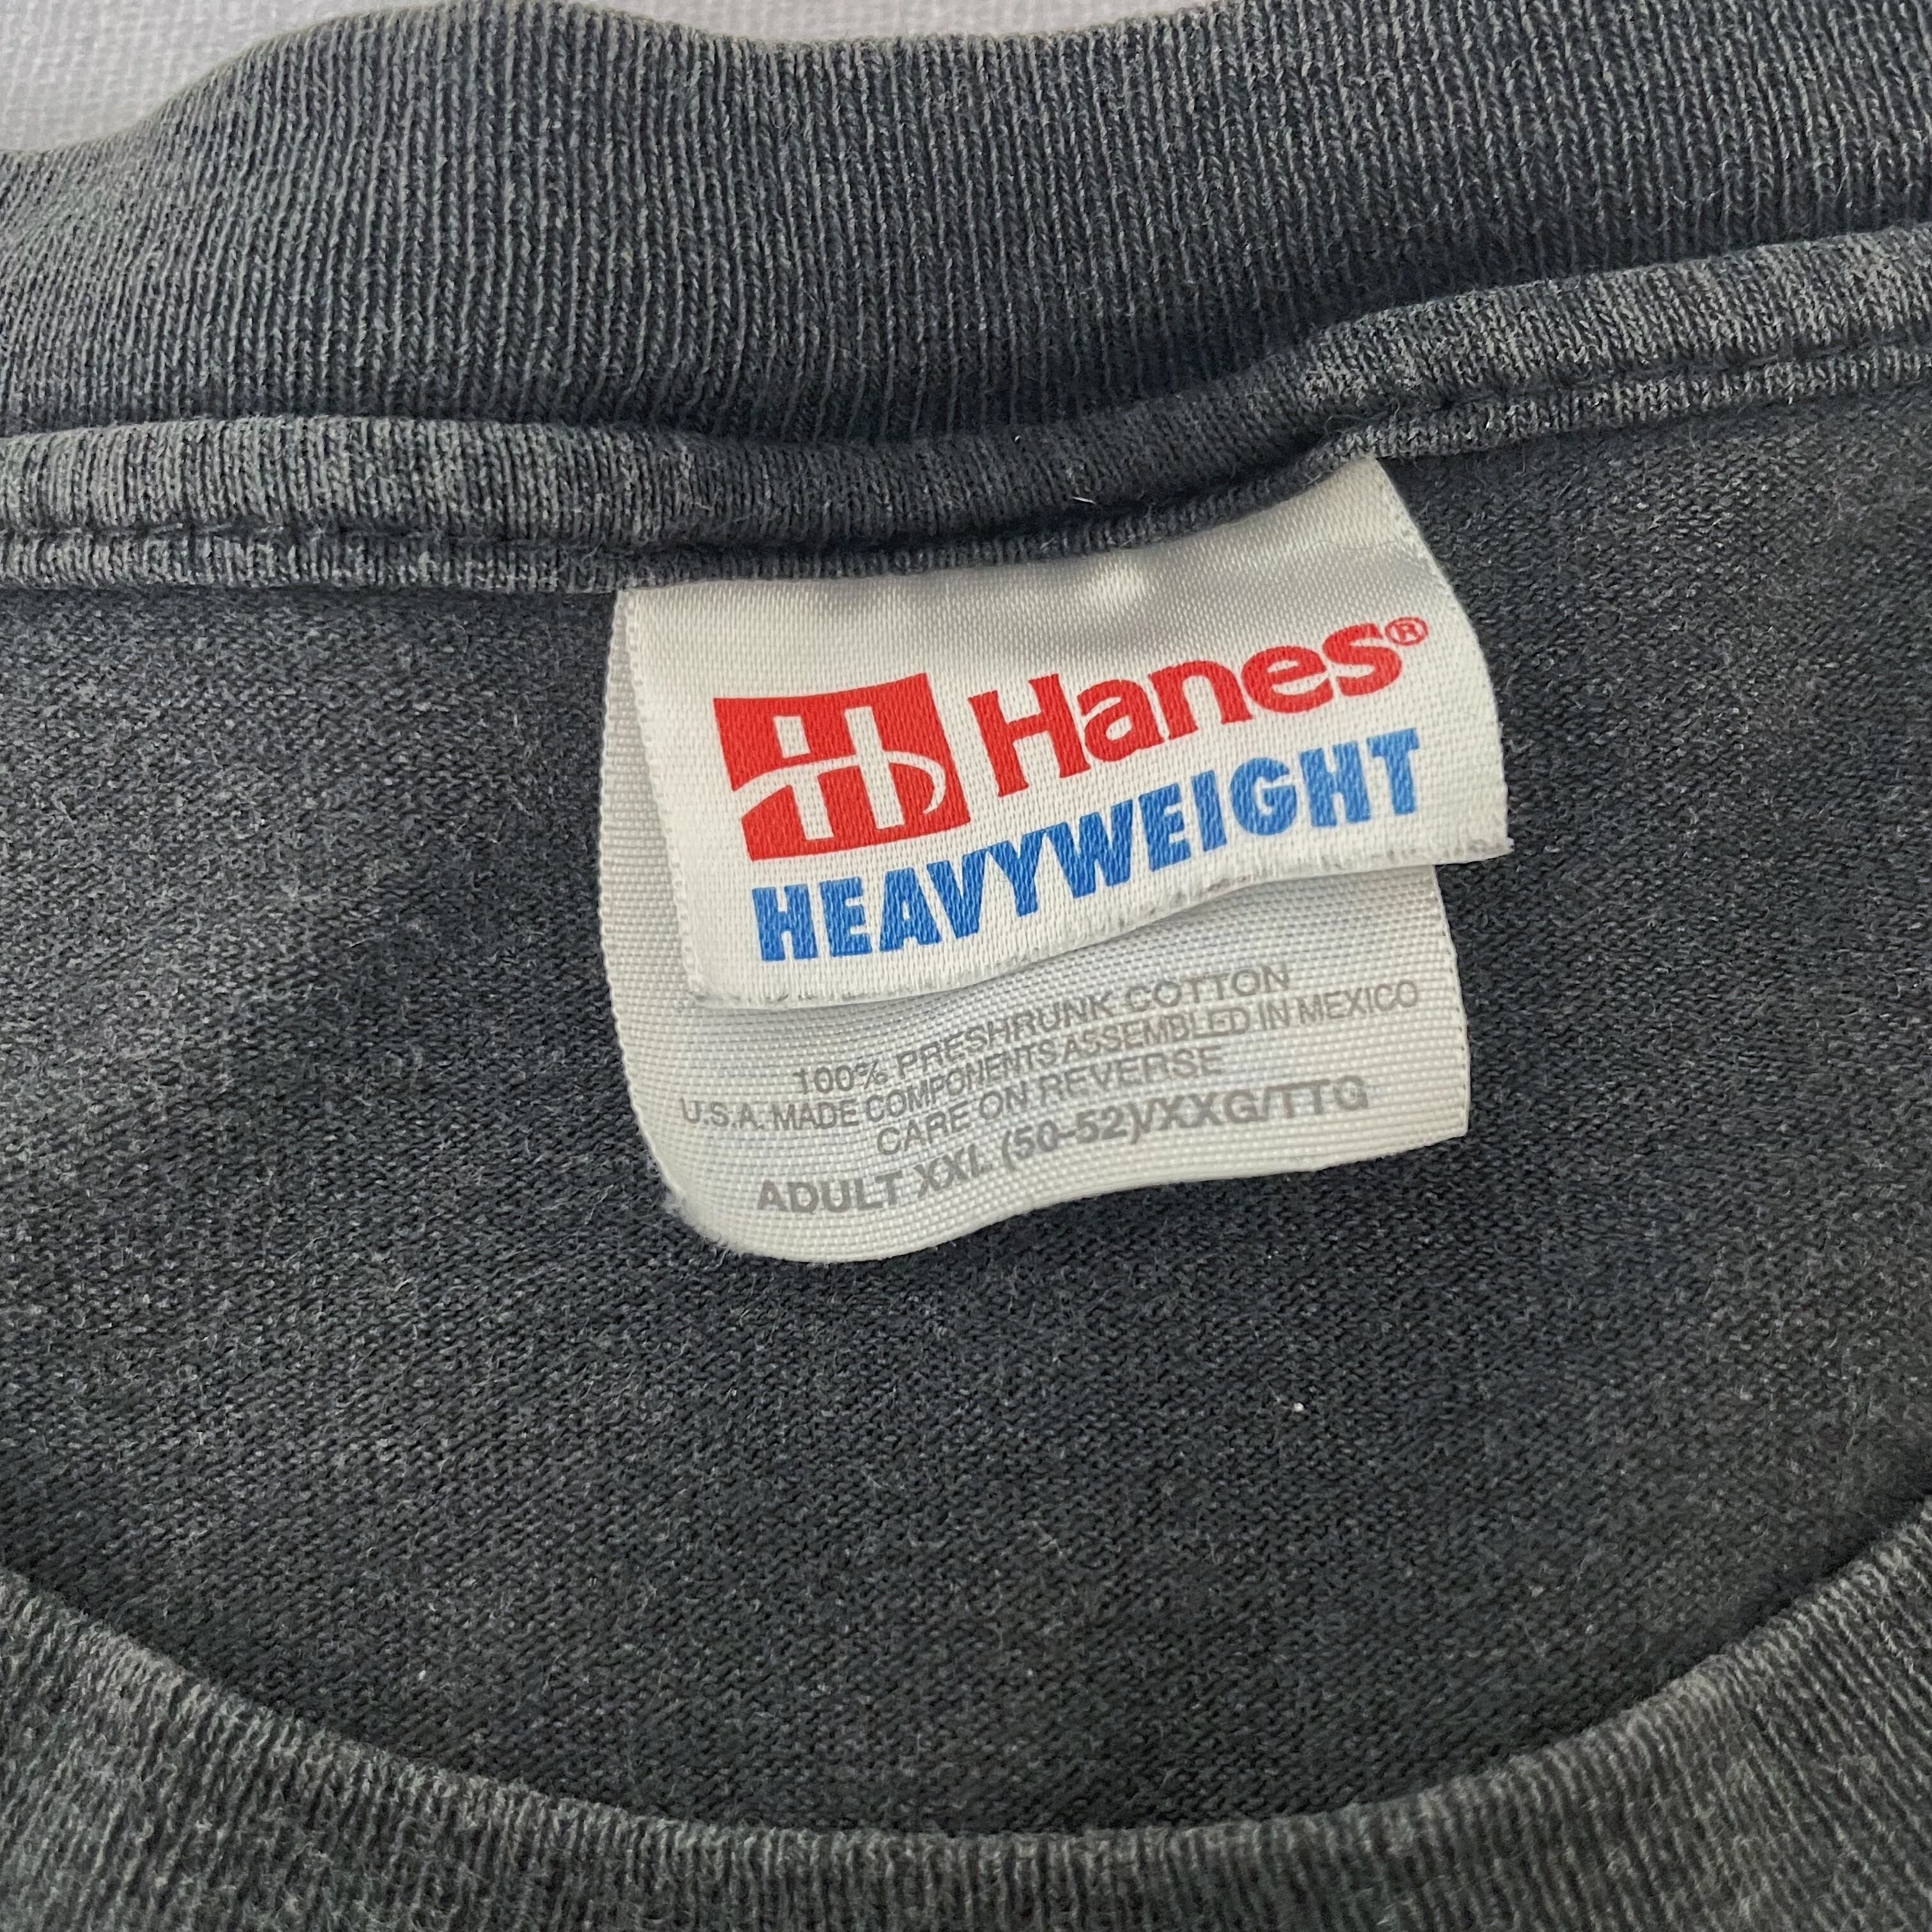 H Hanes®
HEAVYWEIGHT
100% PRESHRUNK COTTON
U.S.A. MADE COMPONENTS ASSEMBLED IN MEXICO
CARE ON REVERSE
ADULT XXL (50-52)/XXG/TTG